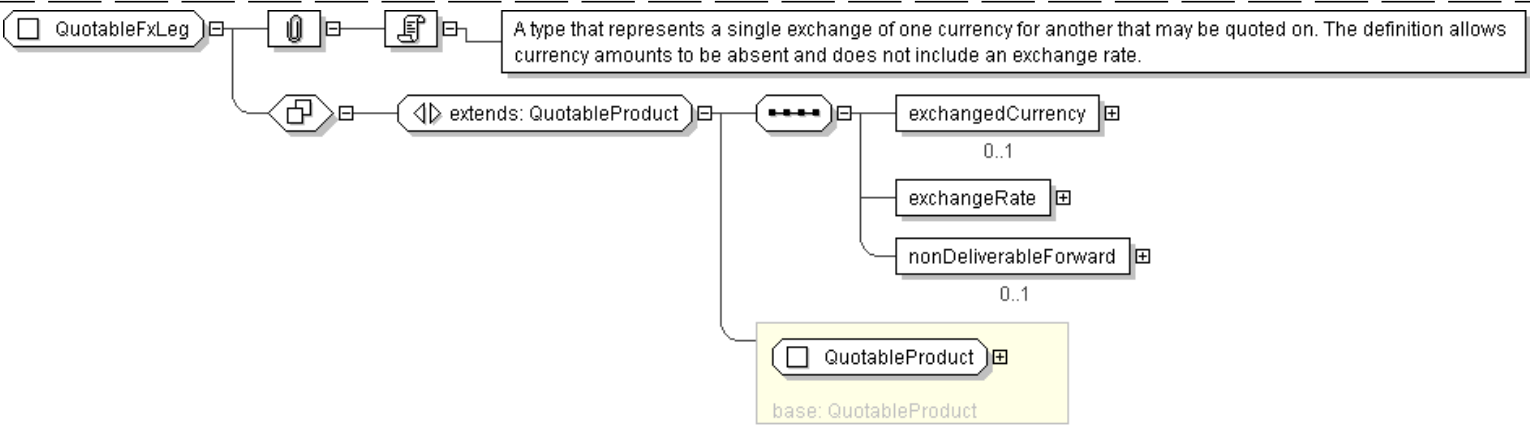 QuotableFxLeg
A type that represents a single exchange of one currency for another that may be quoted on. The definition allows
currency amounts to be absent and does not include an exchange rate.
extends: QuotableProduct
exchangedCurrency
0..1
exchangeRate
nonDeliverableForward
0..1
QuotableProduct
base: QuotableProduct